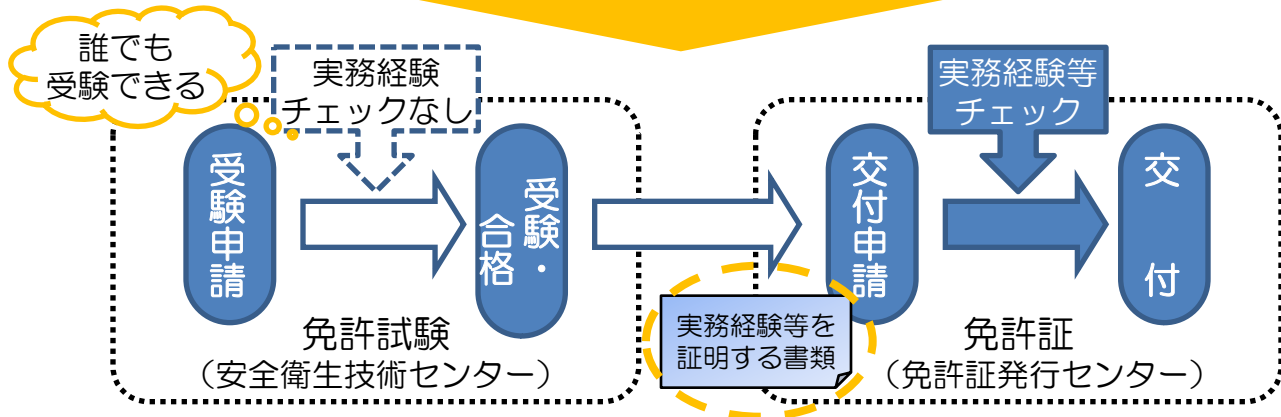 誰でも
受験できる
実務経験
チェックなし
受験申請
受験・
合格
免許試験
（安全衛生技術センター）
実務経験等を
証明する書類
実務経験等
チェック
交付申請
交　付
免許証
（免許証発行センター）